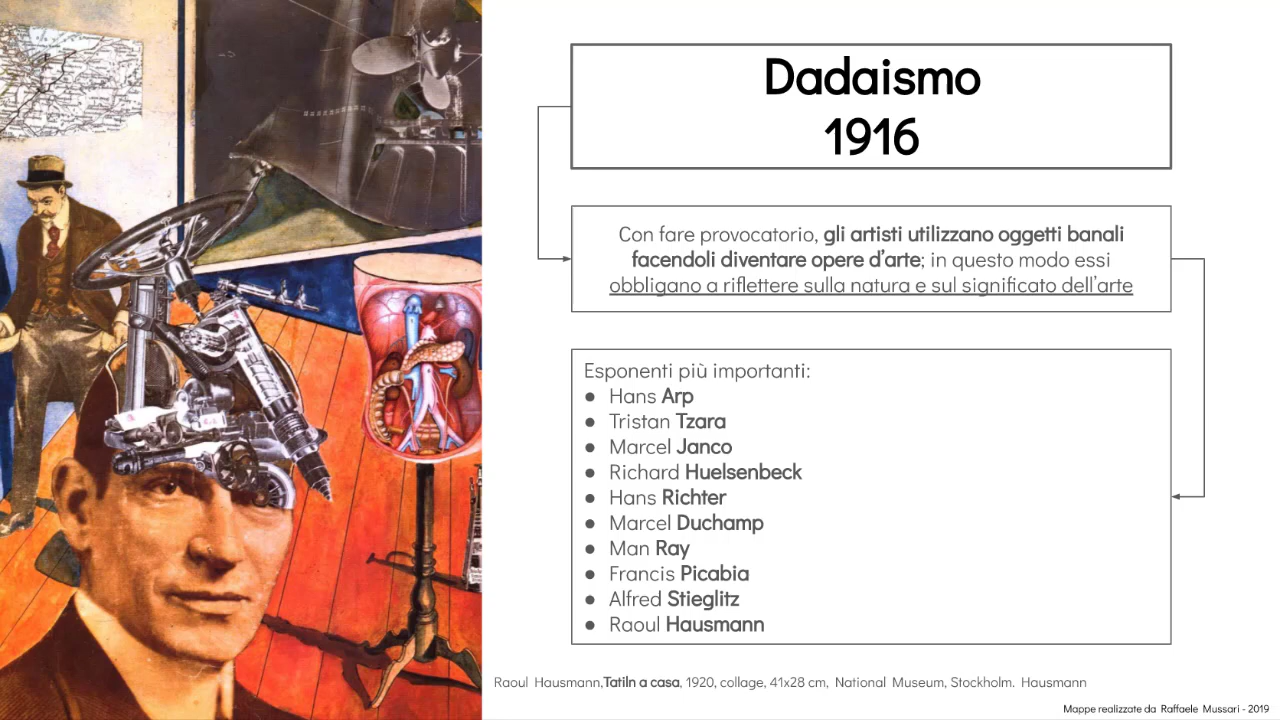 Dadaismo
1916
Con fare provocatorio, gli artisti utilizzano oggetti banali
facendoli diventare opere d'arte; in questo modo essi
obbligano a riflettere sulla natura e sul significato dell'arte
Esponenti più importanti:
● Hans Arp
● Tristan Tzara
● Marcel Janco
● Richard Huelsenbeck
● Hans Richter
● Marcel Duchamp
● Man Ray
● Francis Picabia
● Alfred Stieglitz
● Raoul Hausmann
Raoul Hausmann,Tatiln a casa, 1920, collage, 41x28 cm, National Museum, Stockholm. Hausmann
Mappe realizzate da Raffaele Mussari - 2019